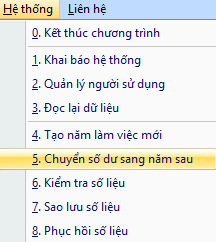 Hệ thống Liên hệ
0. Kết thúc chương trình
1. Khai báo hệ thống
2. Quản lý người sử dụng
3. Đọc lại dữ liệu
4. Tạo năm làm việc mới
5. Chuyển số dư sang năm sau
6. Kiểm tra số liệu
7. Sao lưu số liệu
8. Phục hồi số liệu